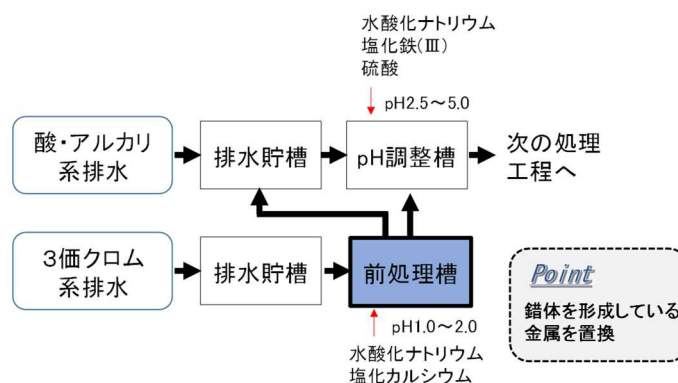 水酸化ナトリウム
塩化鉄(Ⅲ)
硫酸
pH2.5～5.0
酸・アルカリ
系排水
排水貯槽
pH調整槽
次の処理
工程へ
3価クロム
系排水
排水貯槽
前処理槽
pH1.0～2.0
水酸化ナトリウム
塩化カルシウム
Point
錯体を形成している
金属を置換